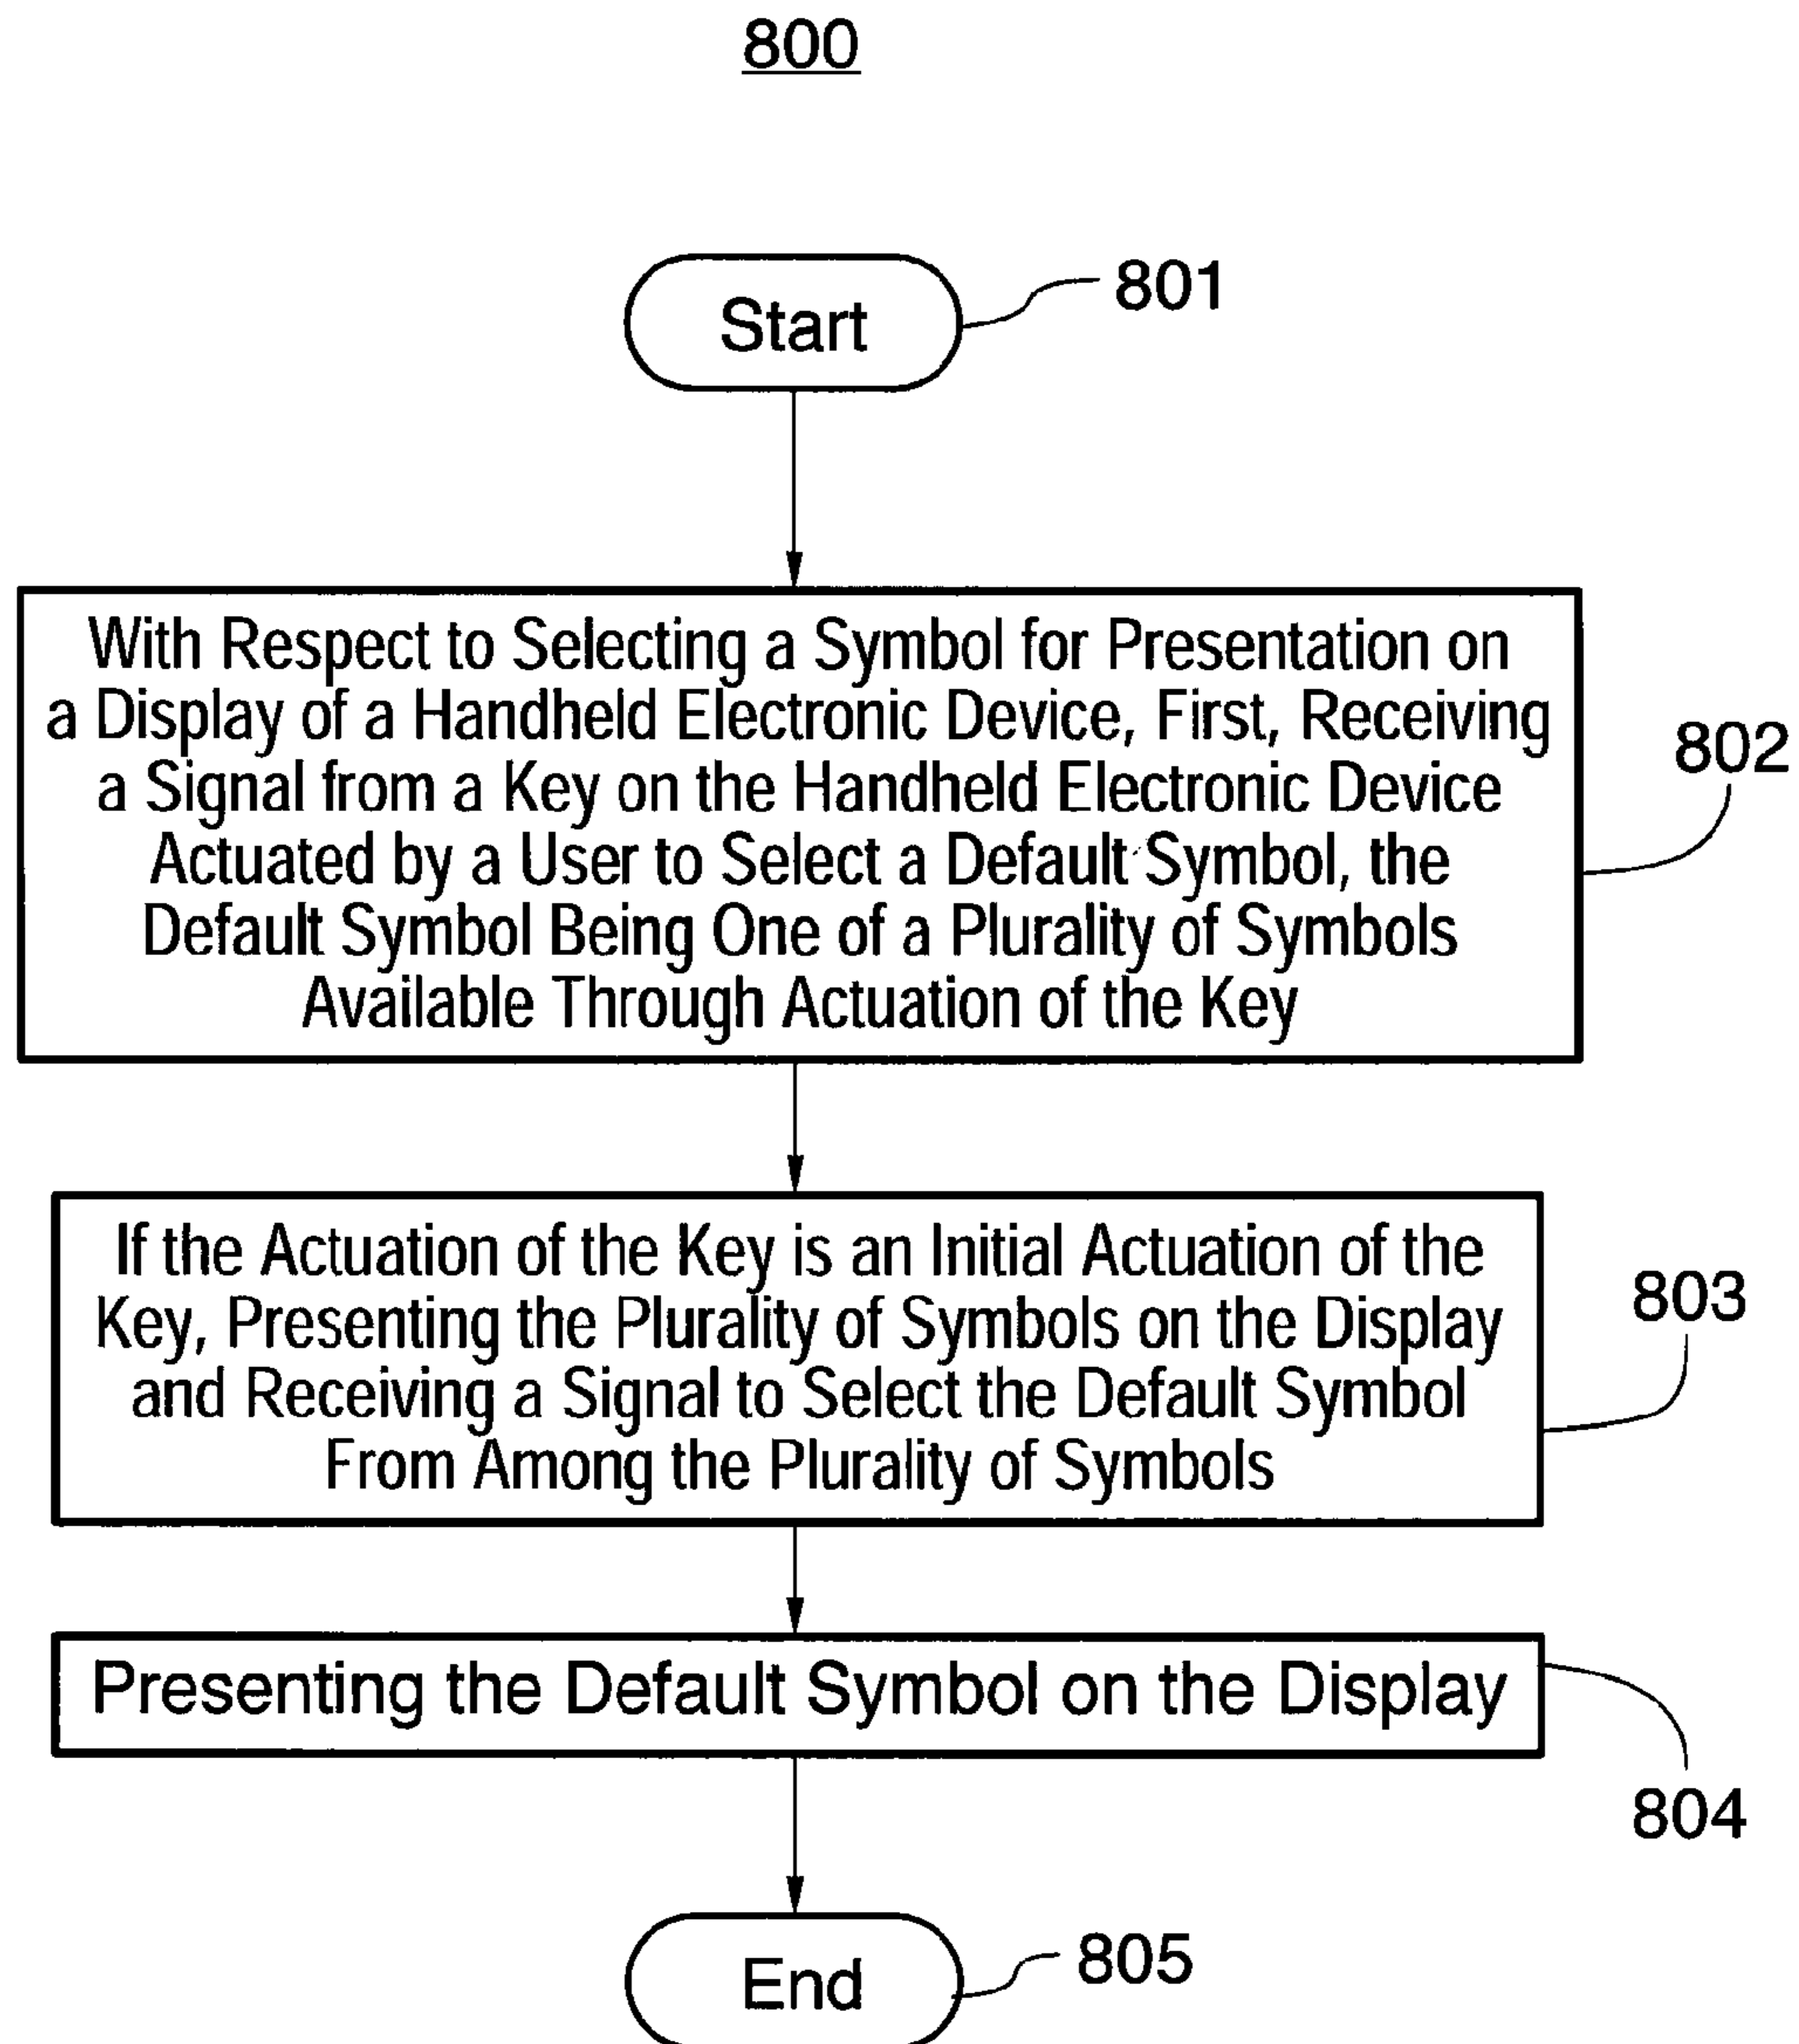 800
Start
801
With Respect to Selecting a Symbol for Presentation on
a Display of a Handheld Electronic Device, First, Receiving
a Signal from a Key on the Handheld Electronic Device
Actuated by a User to Select a Default Symbol, the
Default Symbol Being One of a Plurality of Symbols
Available Through Actuation of the Key
802
If the Actuation of the Key is an Initial Actuation of the
Key, Presenting the Plurality of Symbols on the Display
and Receiving a Signal to Select the Default Symbol
From Among the Plurality of Symbols
803
Presenting the Default Symbol on the Display
804
End
805